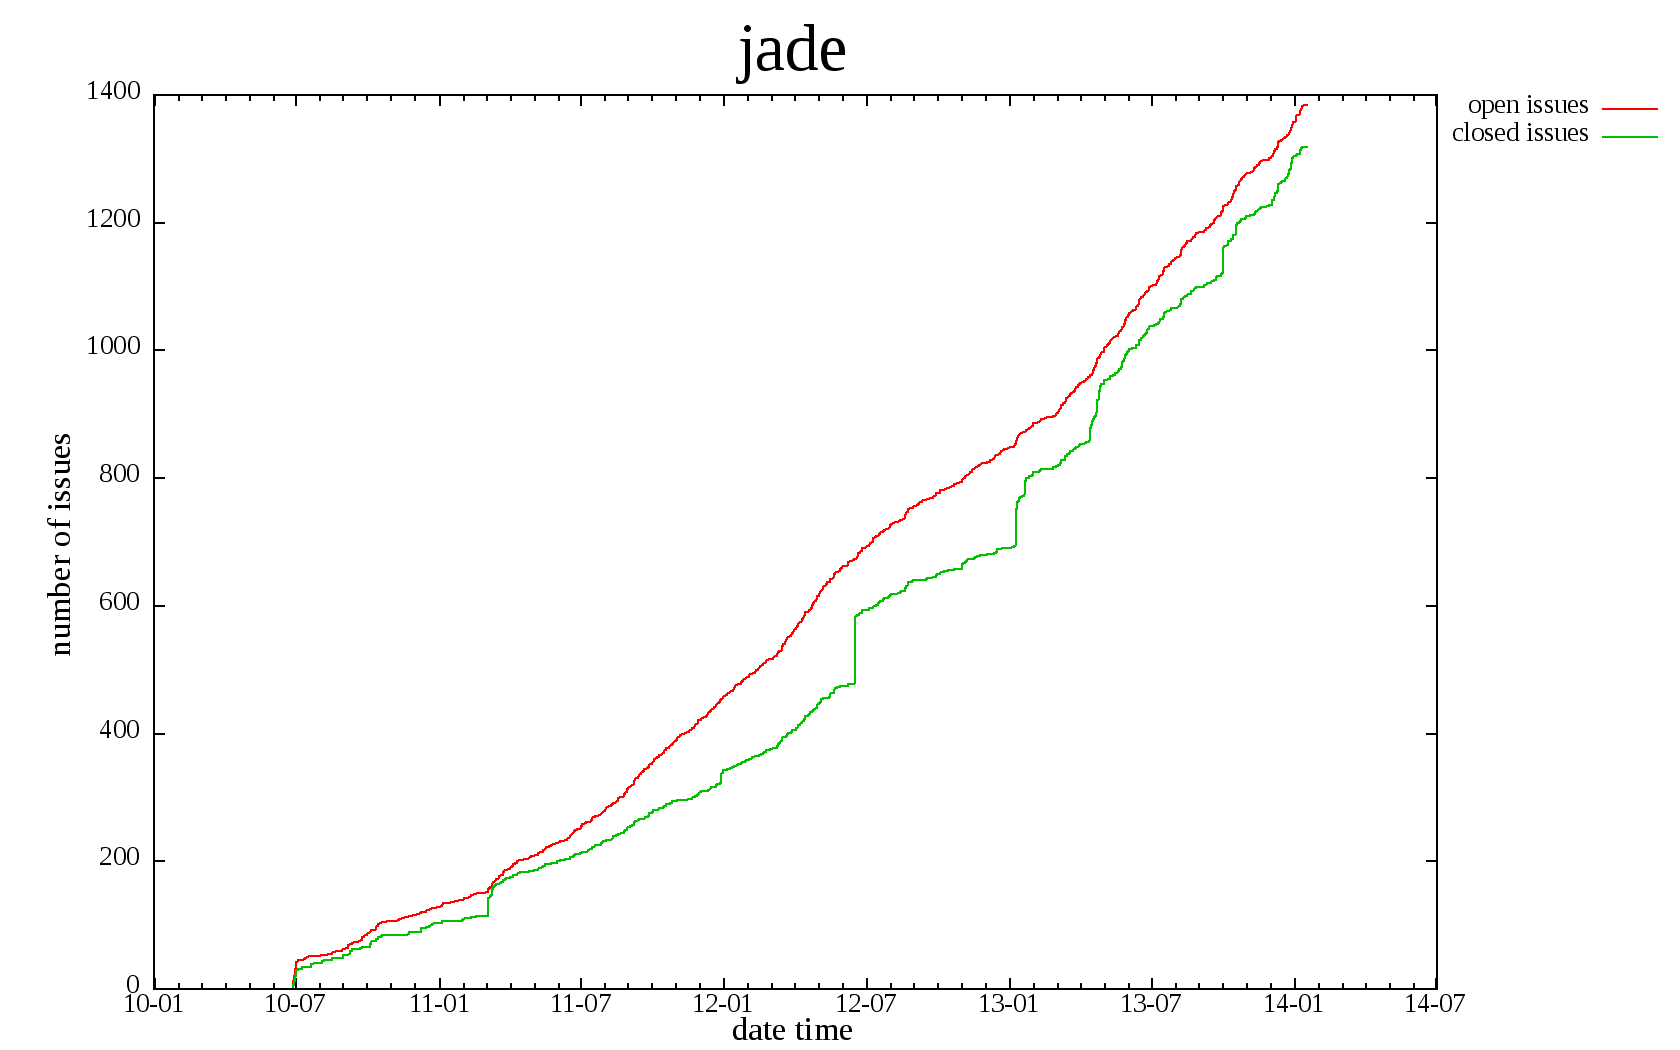 jade
open issues
closed issues
number of issues
1400
1200
1000
800
600
400
200
0
10-01 10-07 11-01 11-07 12-01 12-07 13-01 13-07 14-01 14-07
date time